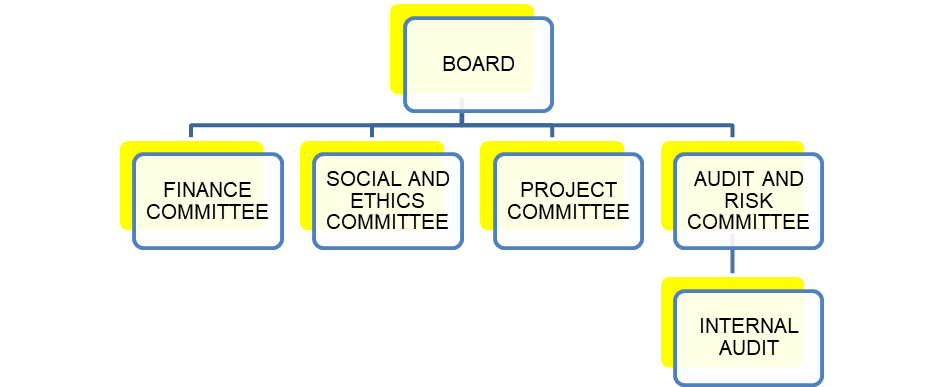 BOARD
FINANCE
COMMITTEE
SOCIAL AND
ETHICS
COMMITTEE
PROJECT
COMMITTEE
AUDIT AND
RISK
COMMITTEE
INTERNAL
AUDIT